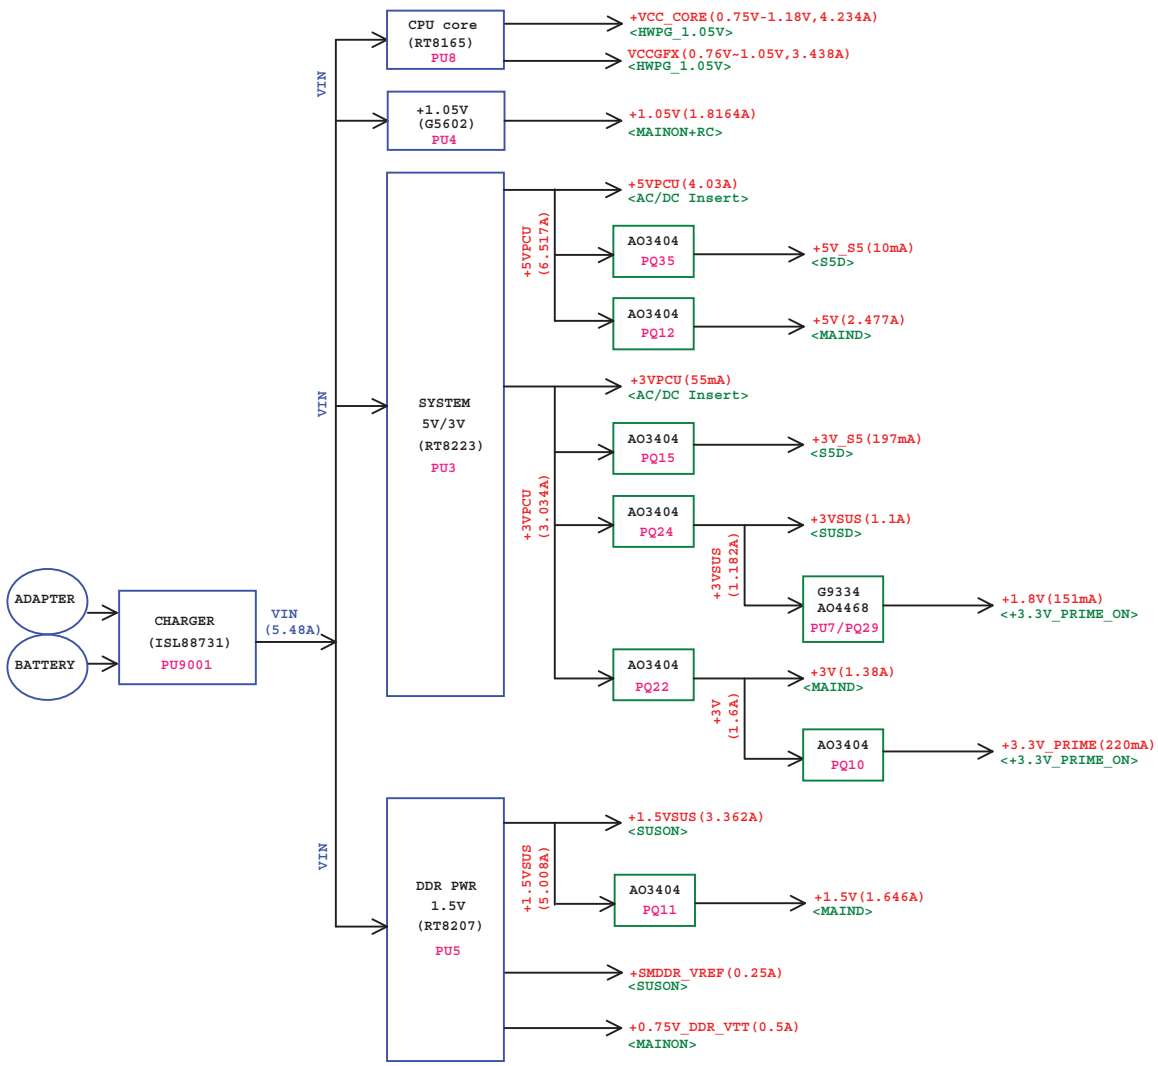 CPU core
(RT8165)
PU8
+VCC_CORE(0.75V-1.18V,4.234A)
<HWPG_1.05V>
VCCGFX(0.76V~1.05V,3.438A)
<HWPG_1.05V>
VIN
+1.05V
(G5602)
PU4
+1.05V(1.8164A)
<MAINON+RC>
+5VPCU(4.03A)
<AC/DC Insert>
+5VPCU
(6.517A)
AO3404
PQ35
+5V_S5(10mA)
<S5D>
AO3404
PQ12
+5V(2.477A)
<MAIND>
VIN
SYSTEM
5V/3V
(RT8223)
PU3
+3VPCU(55mA)
<AC/DC Insert>
+3VPCU
(3.034A)
AO3404
PQ15
+3V_S5(197mA)
<S5D>
AO3404
PQ24
+3VSUS(1.1A)
<SUSD>
+3VSUS
(1.182A)
G9334
AO4468
PU7/PQ29
+1.8V(151mA)
<+3.3V_PRIME_ON>
ADAPTER
BATTERY
CHARGER
(ISL88731)
PU9001
VIN
(5.48A)
AO3404
PQ22
+3V(1.38A)
<MAIND>
+3V
(1.6A)
AO3404
PQ10
+3.3V_PRIME(220mA)
<+3.3V_PRIME_ON>
VIN
DDR PWR
1.5V
(RT8207)
PU5
+1.5VSUS(3.362A)
<SUSON>
+1.5VSUS
(5.008A)
AO3404
PQ11
+1.5V(1.646A)
<MAIND>
+SMDDR_VREF(0.25A)
<SUSON>
+0.75V_DDR_VTT(0.5A)
<MAINON>